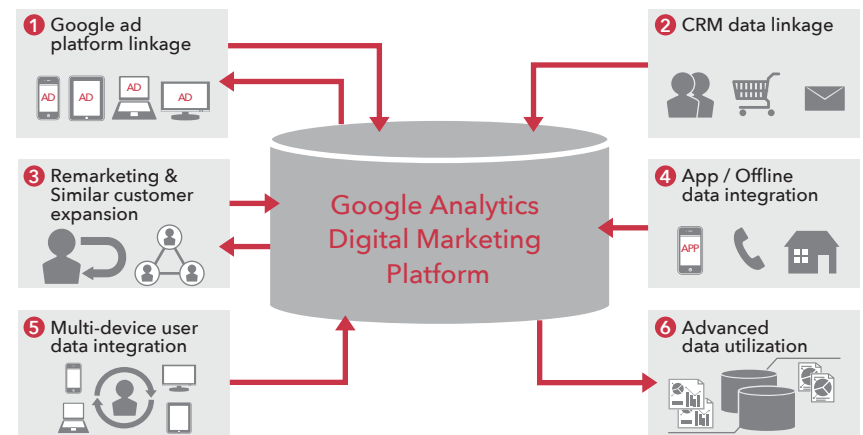 1 Google ad
platform linkage
AD
AD
AD
AD
2 CRM data linkage
3 Remarketing &
Similar customer
expansion
Google Analytics
Digital Marketing
Platform
4 App / Offline
data integration
APP
5 Multi-device user
data integration
6 Advanced
data utilization